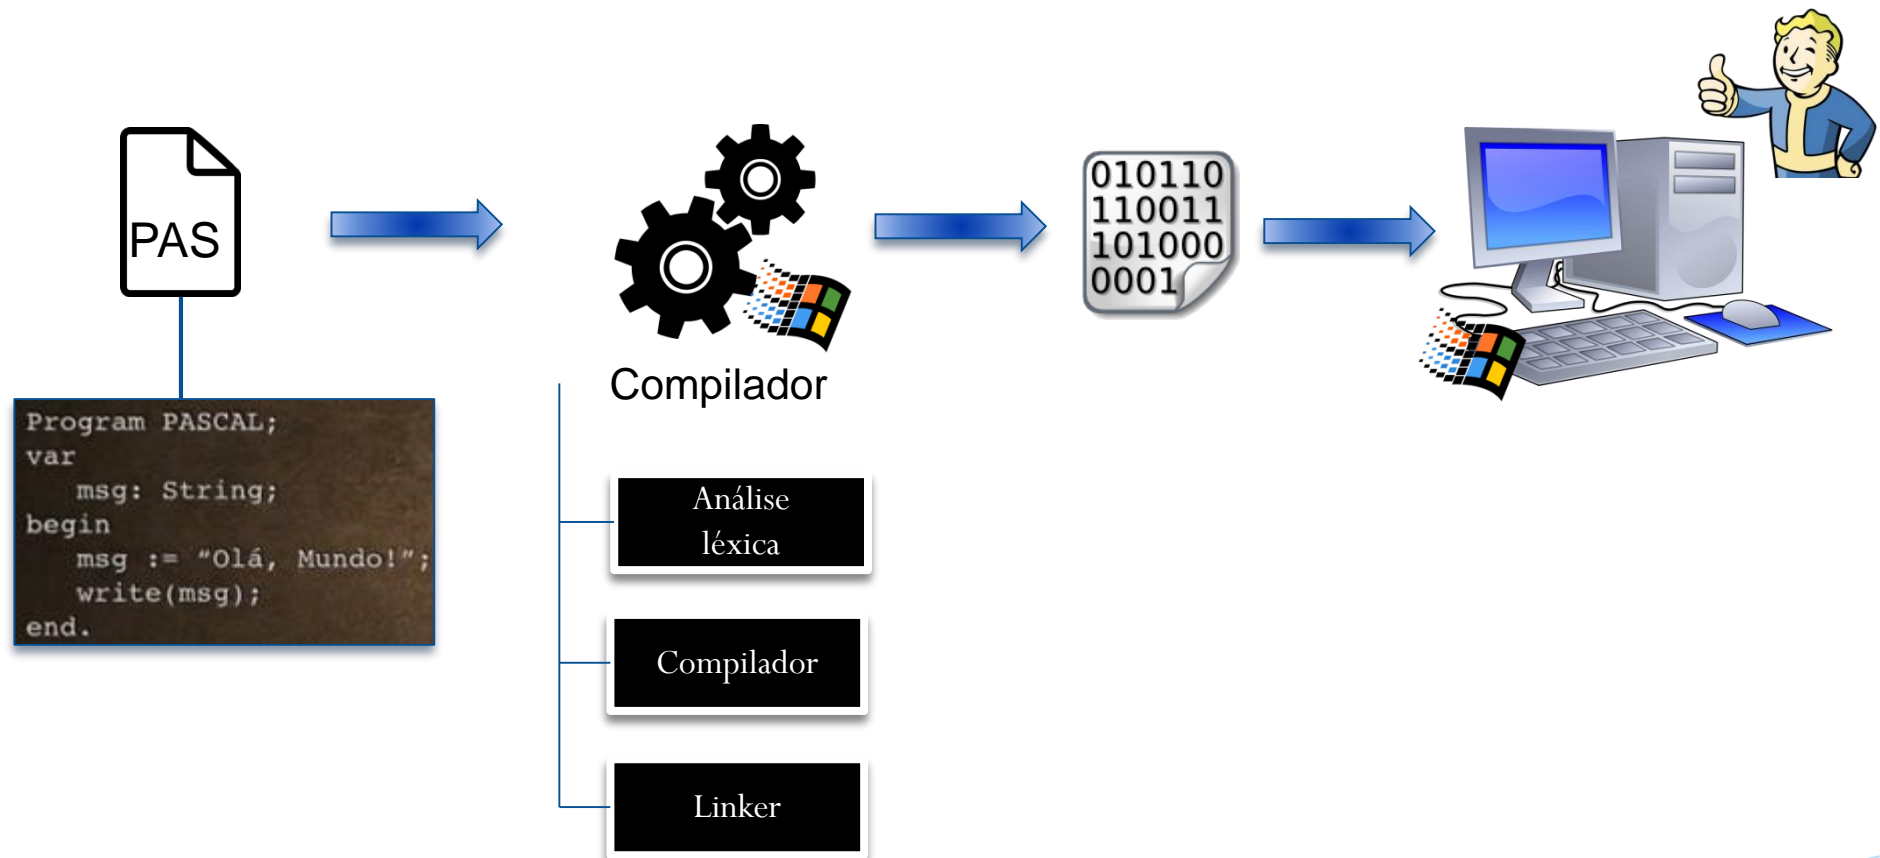 PAS
010110
110011
101000
0001
Compilador
Program PASCAL;
var
msg: String;
begin
msg := “Olá, Mundo!”;
write(msg);
end.
Análise
léxica
Compilador
Linker